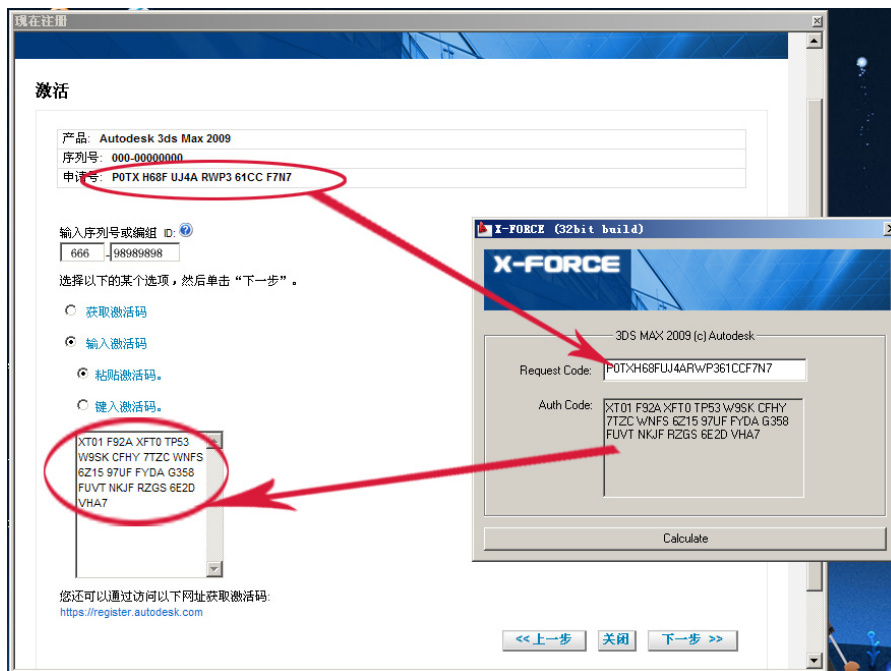 现在注册
激活
产品: Autodesk 3ds Max 2009
序列号: 000-00000000
申请号: P0TX H68F UJ4A RWP3 61CC F7N7
输入序列号或编组 ID:
666 -98989898
选择以下的某个选项，然后单击“下一步”。
获取激活码
输入激活码
粘贴激活码。
键入激活码。
XT01 F92A XFT0 TP53
W9SK CFHY 7TZC WNFS
6Z15 97UF FYDA G358
FUVT NKJF RZGS 6E2D
VHA7
您还可以通过访问以下网址获取激活码:
https://register.autodesk.com
<<上一步 关闭 下一步 >>
X-FORCE (32bit build)
X-FORCE
3DS MAX 2009 (c) Autodesk
Request Code: P0TXH68FUJ4ARWP361CCF7N7
Auth Code: XT01 F92A XFT0 TP53 W9SK CFHY
7TZC WNFS 6Z15 97UF FYDA G358
FUVT NKJF RZGS 6E2D VHA7
Calculate